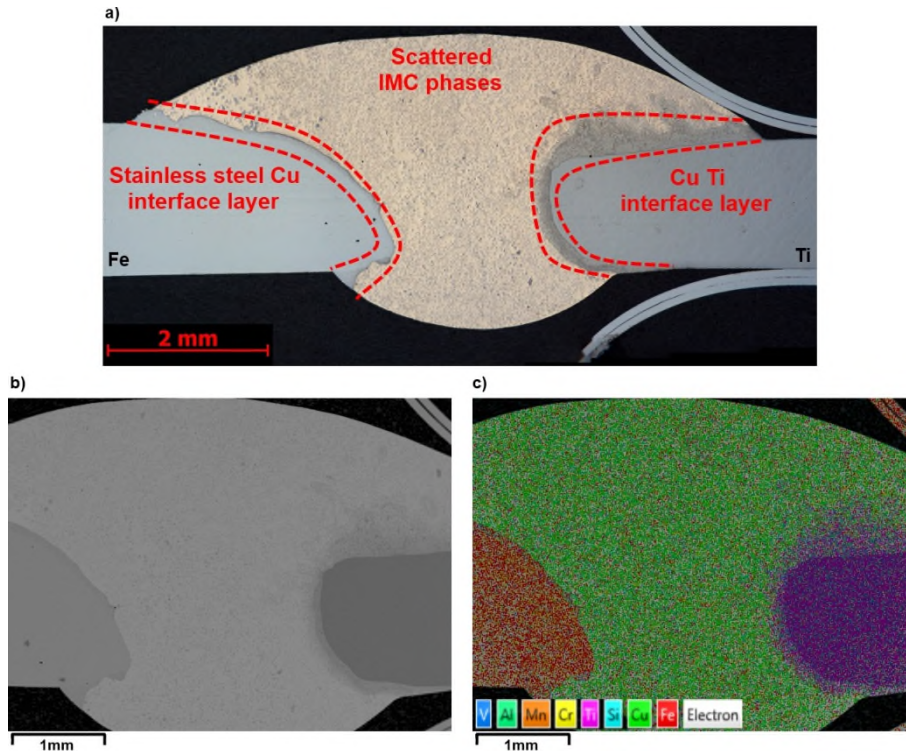 a)
Scattered
IMC phases
Stainless steel Cu
interface layer
Cu Ti
interface layer
Fe
Ti
2 mm
b)
c)
1mm
V Al Mn Cr Ti Si Cu Fe Electron
1mm